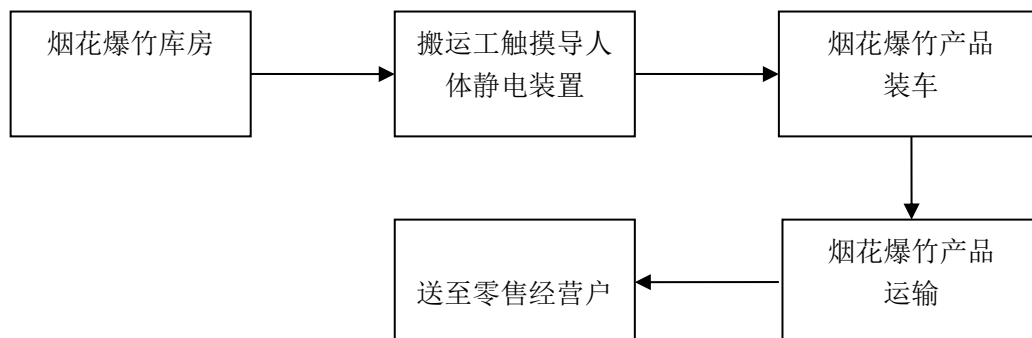 烟花爆竹库房
搬运工触摸导人
体静电装置
烟花爆竹产品
装车
烟花爆竹产品
运输
送至零售经营户